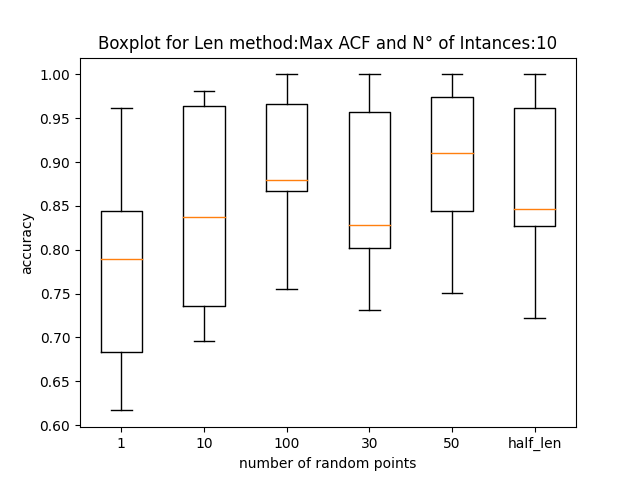 Boxplot for Len method:Max ACF and N° of Intances:10
1.00
0.95
0.90
0.85
0.80
0.75
0.70
0.65
0.60
accuracy
1 10 100 30 50 half_len
number of random points